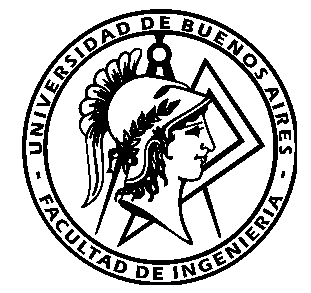 UNIVERSIDAD DE BUENOS AIRES
- FACULTAD DE INGENIERIA -